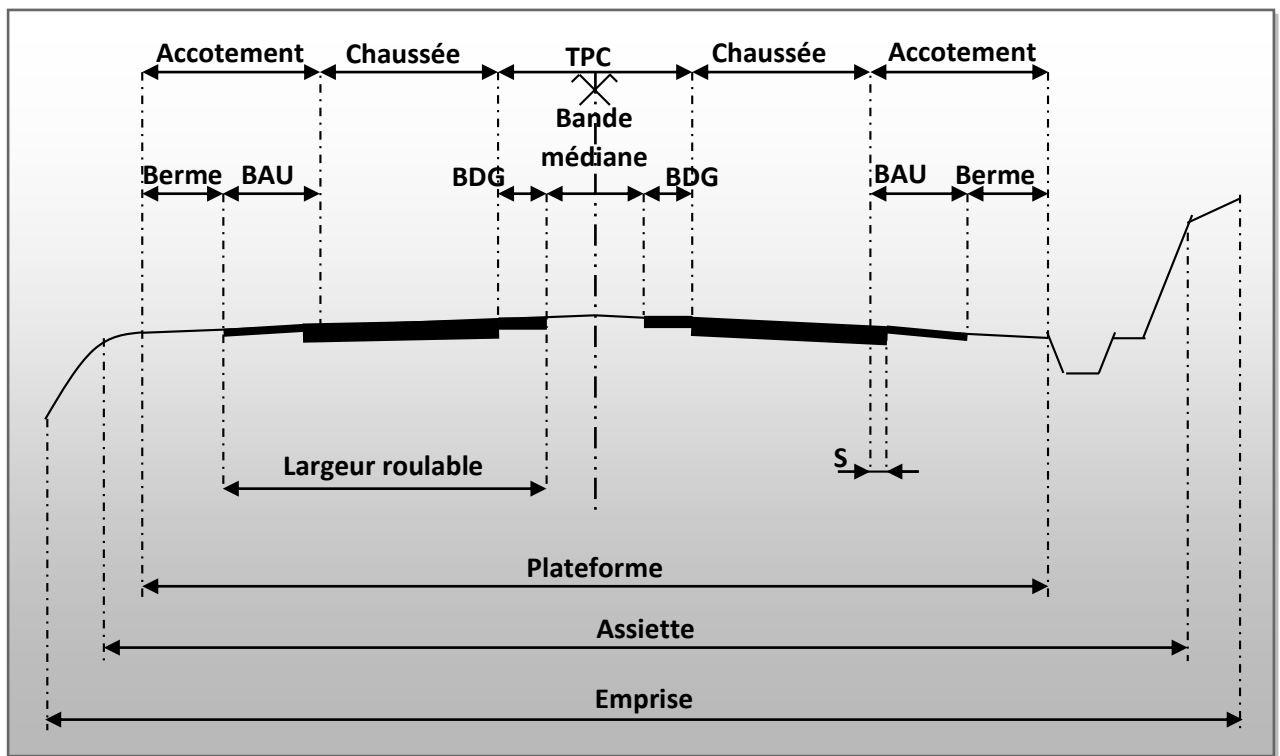 Accotement Chaussée TPC Chaussée Accotement
Bande
médiane
Berme BAU BDG BDG BAU Berme
Largeur roulable S
Plateforme
Assiette
Emprise